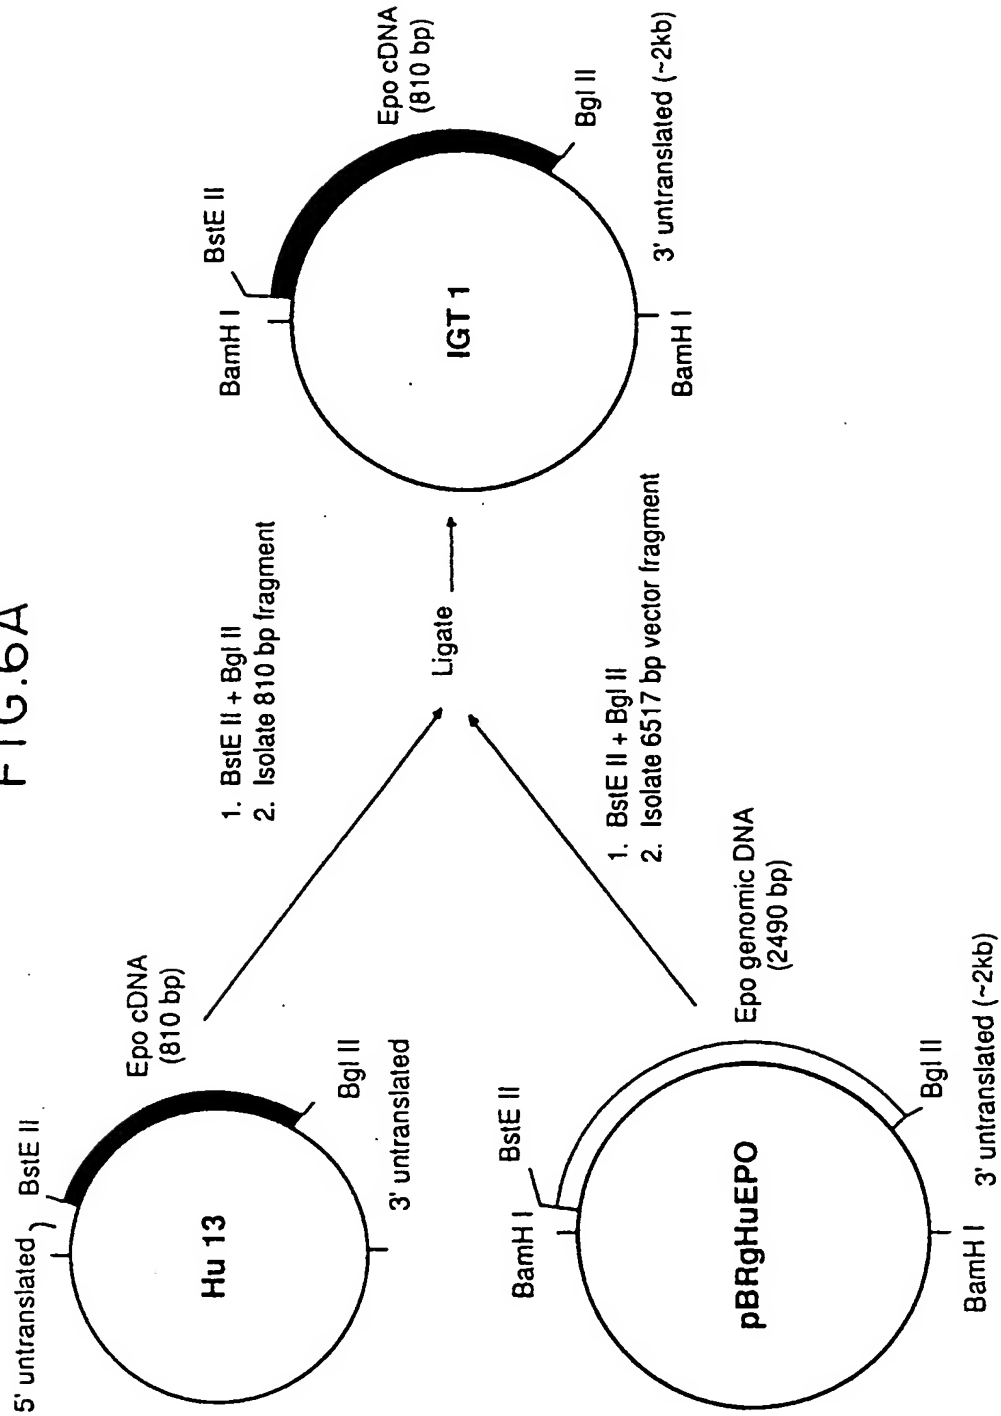 FIG.6A
5' untranslated
BstE II
Epo cDNA
(810 bp)
Hu 13
Bgl II
3' untranslated
1. BstE II + Bgl II
2. Isolate 810 bp fragment
BamH I
BstE II
Epo genomic DNA
(2490 bp)
pBRgHuEPO
Bgl II
BamH I
3' untranslated (~2kb)
1. BstE II + Bgl II
2. Isolate 6517 bp vector fragment
Ligate
BamH I
BstE II
Epo cDNA
(810 bp)
IGT 1
Bgl II
BamH I
3' untranslated (~2kb)